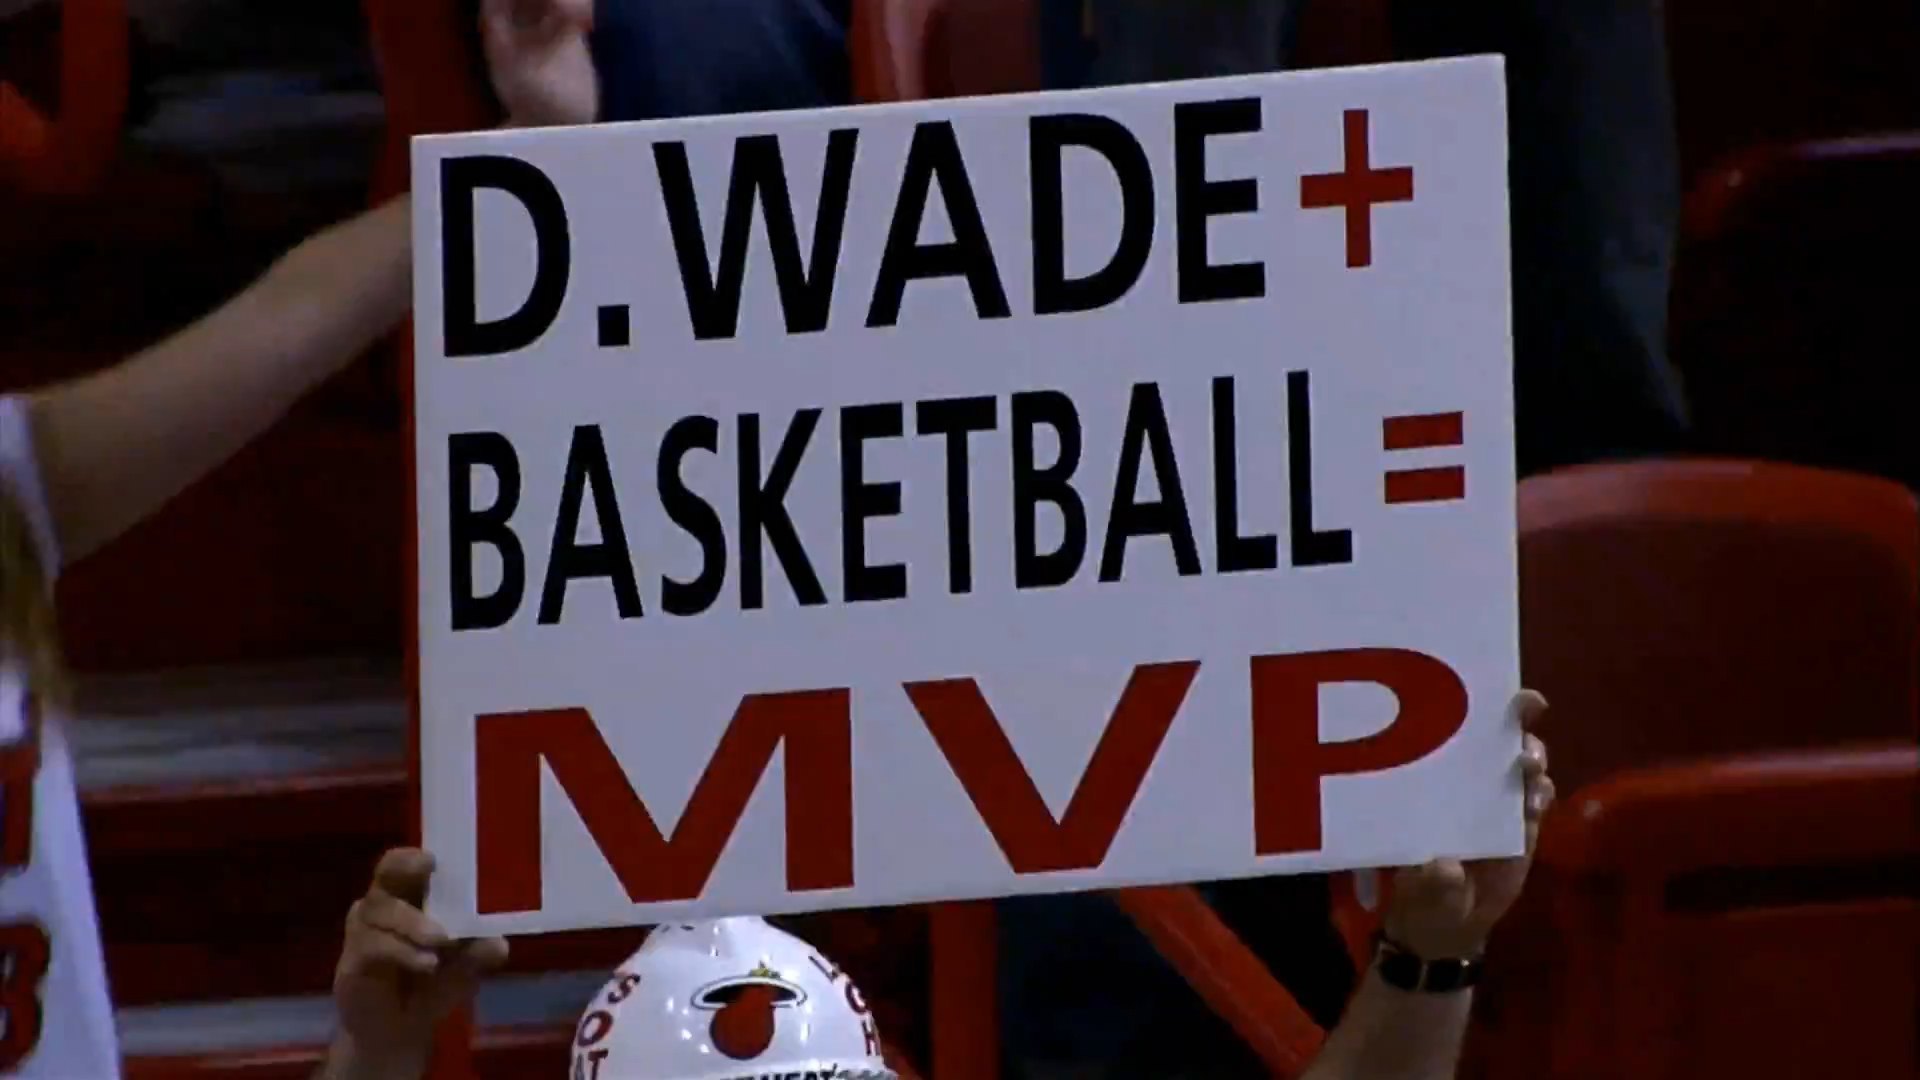 D.WADE +
BASKETBALL =
MVP